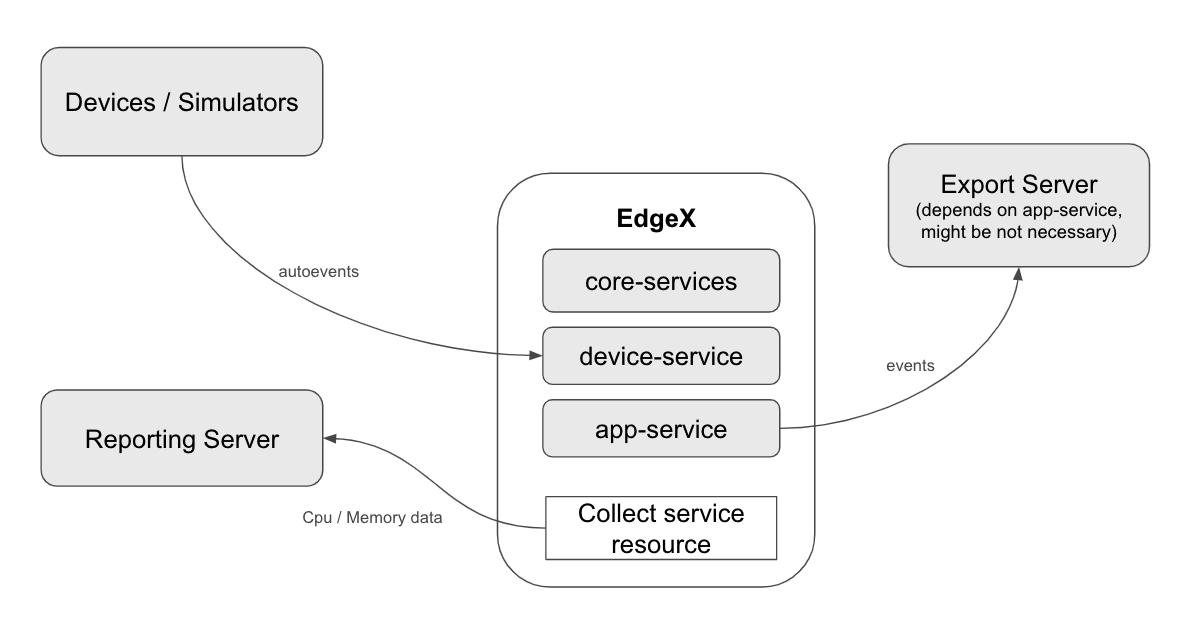 Devices / Simulators
Export Server
(depends on app-service,
might be not necessary)
EdgeX
core-services
autoevents
device-service
events
app-service
Reporting Server
Cpu / Memory data
Collect service
resource